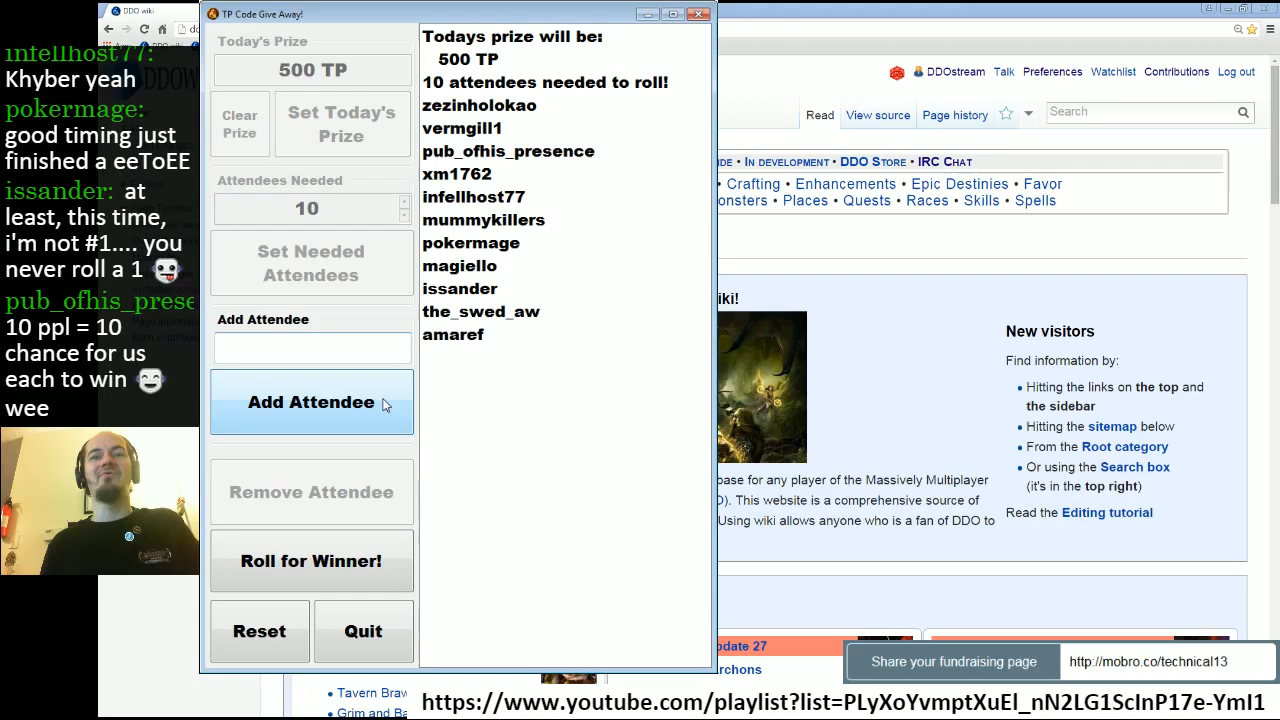 infellhost77:
Khyber yeah
pokermage:
good timing just
finished a eeToEE
issander: at
least, this time,
i'm not #1.... you
never roll a 1
pub_ofhis_prese
10 ppl = 10
chance for us
each to win
wee
TP Code Give Away!
Today's Prize
500 TP
Clear
Prize
Set Today's
Prize
Attendees Needed
10
Set Needed
Attendees
Add Attendee
Add Attendee
Remove Attendee
Roll for Winner!
Reset
Quit
Todays prize will be:
500 TP
10 attendees needed to roll!
zezinholokao
vermgill1
pub_ofhis_presence
xm1762
infellhost77
mummykillers
pokermage
magiello
issander
the_swed_aw
amaref
DDO wiki
DDOstream Talk Preferences Watchlist Contributions Log out
Read View source Page history
Search
• In development • DDO Store • IRC Chat
• Crafting • Enhancements • Epic Destinies • Favor
• Places • Quests • Races • Skills • Spells
New visitors
Find information by:
• Hitting the links on the top and
the sidebar
• Hitting the sitemap below
• From the Root category
• Or using the Search box
(it's in the top right)
Read the Editing tutorial
base for any player of the Massively Multiplayer
. This website is a comprehensive source of
Using wiki allows anyone who is a fan of DDO to
Share your fundraising page
http://mobro.co/technical13
• Tavern Braw
• Grim and Ba
https://www.youtube.com/playlist?list=PLyXoYvmptXuEl_nN2LG1ScInP17e-YmI1